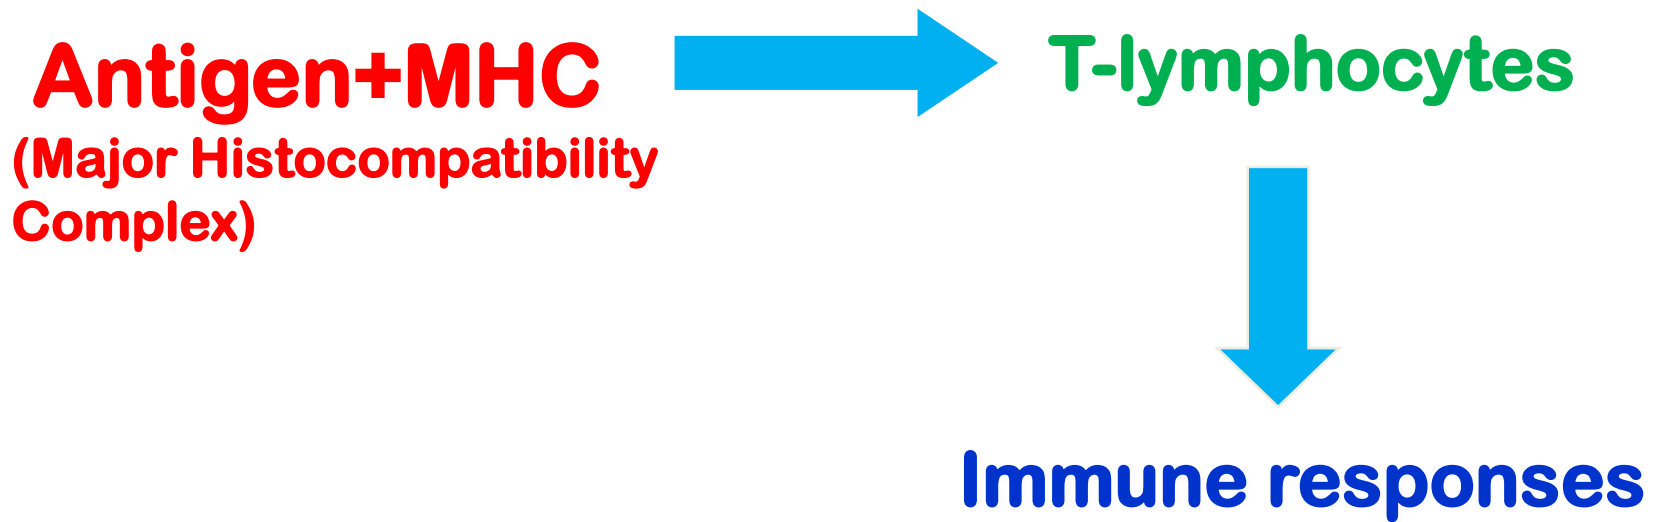 Antigen+MHC
(Major Histocompatibility
Complex)
T-lymphocytes
Immune responses